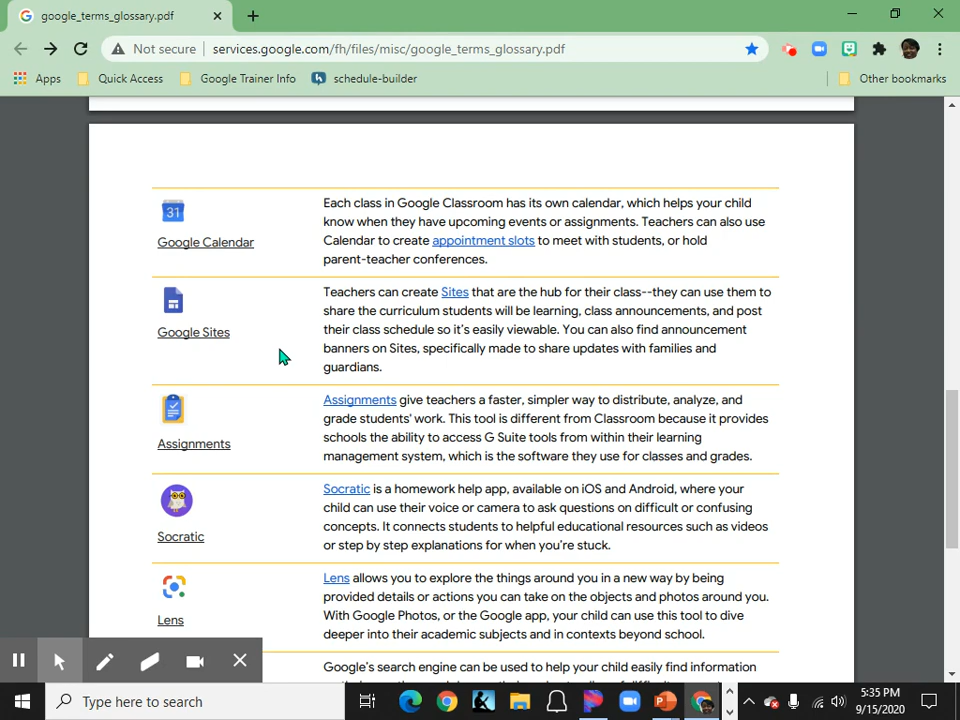 google_terms_glossary.pdf
Not secure
services.google.com/fh/files/misc/google_terms_glossary.pdf
Apps
Quick Access
Google Trainer Info
schedule-builder
Other bookmarks
31
Google Calendar
Each class in Google Classroom has its own calendar, which helps your child
know when they have upcoming events or assignments. Teachers can also use
Calendar to create appointment slots to meet with students, or hold
parent-teacher conferences.
Google Sites
Teachers can create Sites that are the hub for their class--they can use them to
share the curriculum students will be learning, class announcements, and post
their class schedule so it's easily viewable. You can also find announcement
banners on Sites, specifically made to share updates with families and
guardians.
Assignments
Assignments give teachers a faster, simpler way to distribute, analyze, and
grade students' work. This tool is different from Classroom because it provides
schools the ability to access G Suite tools from within their learning
management system, which is the software they use for classes and grades.
Socratic
Socratic is a homework help app, available on iOS and Android, where your
child can use their voice or camera to ask questions on difficult or confusing
concepts. It connects students to helpful educational resources such as videos
or step by step explanations for when you're stuck.
Lens
Lens allows you to explore the things around you in a new way by being
provided details or actions you can take on the objects and photos around you.
With Google Photos, or the Google app, your child can use this tool to dive
deeper into their academic subjects and in contexts beyond school.
Google's search engine can be used to help your child easily find information
Type here to search
5:35 PM
9/15/2020